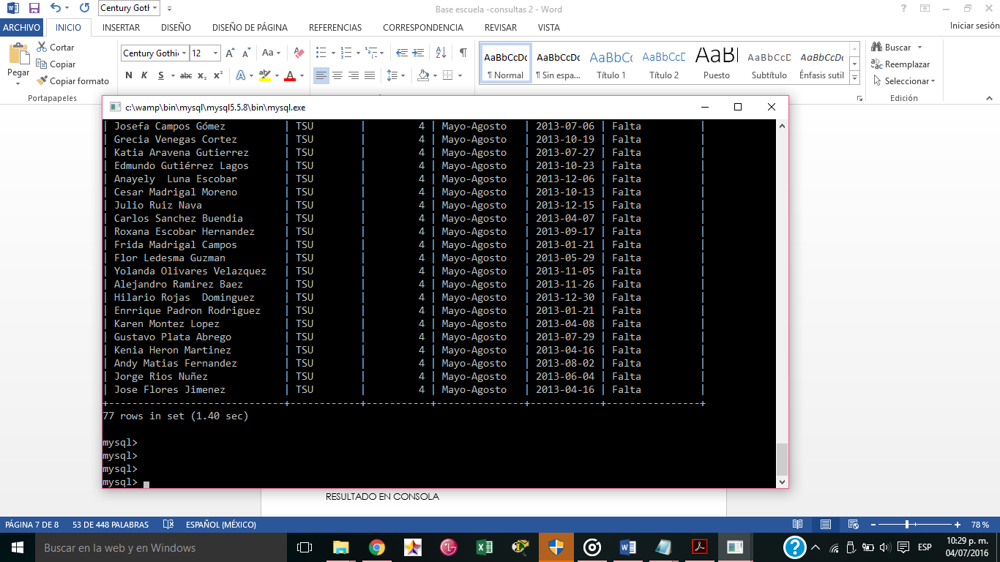 Century Goth
Base escuela -consultas 2 - Word
?
ARCHIVO INICIO INSERTAR DISEÑO DISEÑO DE PÁGINA REFERENCIAS CORRESPONDENCIA REVISAR VISTA Iniciar sesión
Pegar
Cortar
Copiar
Copiar formato
Portapapeles
Century Gothic 12
N K S abc x₂ x²
AaBbCcDc AaBbCcDc AaBbCc AaBbCcD AaBl AaBbCcD AaBbCcDc
¶ Normal ¶ Sin espa... Título 1 Título 2 Puesto Subtítulo Énfasis sutil
Buscar
Reemplazar
Seleccionar
Edición
c:\wamp\bin\mysql\mysql5.5.8\bin\mysql.exe
| Josefa Campos Gómez | TSU | 4 | Mayo-Agosto | 2013-07-06 | Falta |
| Grecia Venegas Cortez | TSU | 4 | Mayo-Agosto | 2013-10-19 | Falta |
| Katia Aravena Gutierrez | TSU | 4 | Mayo-Agosto | 2013-07-27 | Falta |
| Edmundo Gutiérrez Lagos | TSU | 4 | Mayo-Agosto | 2013-10-23 | Falta |
| Anayely  Luna Escobar | TSU | 4 | Mayo-Agosto | 2013-12-06 | Falta |
| Cesar Madrigal Moreno | TSU | 4 | Mayo-Agosto | 2013-10-13 | Falta |
| Julio Ruiz Nava | TSU | 4 | Mayo-Agosto | 2013-12-15 | Falta |
| Carlos Sanchez Buendia | TSU | 4 | Mayo-Agosto | 2013-04-07 | Falta |
| Roxana Escobar Hernandez | TSU | 4 | Mayo-Agosto | 2013-09-17 | Falta |
| Frida Madrigal Campos | TSU | 4 | Mayo-Agosto | 2013-01-21 | Falta |
| Flor Ledesma Guzman | TSU | 4 | Mayo-Agosto | 2013-05-29 | Falta |
| Yolanda Olivares Velazquez | TSU | 4 | Mayo-Agosto | 2013-11-05 | Falta |
| Alejandro Ramirez Baez | TSU | 4 | Mayo-Agosto | 2013-11-26 | Falta |
| Hilario Rojas  Dominguez | TSU | 4 | Mayo-Agosto | 2013-12-30 | Falta |
| Enrrique Padron Rodriguez | TSU | 4 | Mayo-Agosto | 2013-01-21 | Falta |
| Karen Montez Lopez | TSU | 4 | Mayo-Agosto | 2013-04-08 | Falta |
| Gustavo Plata Abrego | TSU | 4 | Mayo-Agosto | 2013-07-29 | Falta |
| Kenia Heron Martinez | TSU | 4 | Mayo-Agosto | 2013-04-16 | Falta |
| Andy Matias Fernandez | TSU | 4 | Mayo-Agosto | 2013-08-02 | Falta |
| Jorge Rios Nuñez | TSU | 4 | Mayo-Agosto | 2013-06-04 | Falta |
| Jose Flores Jimenez | TSU | 4 | Mayo-Agosto | 2013-04-16 | Falta |
77 rows in set (1.40 sec)
mysql>
mysql>
mysql>
mysql>
RESULTADO EN CONSOLA
PÁGINA 7 DE 8 53 DE 448 PALABRAS ESPAÑOL (MÉXICO) 78 %
Buscar en la web y en Windows
ESP
10:29 p. m.
04/07/2016